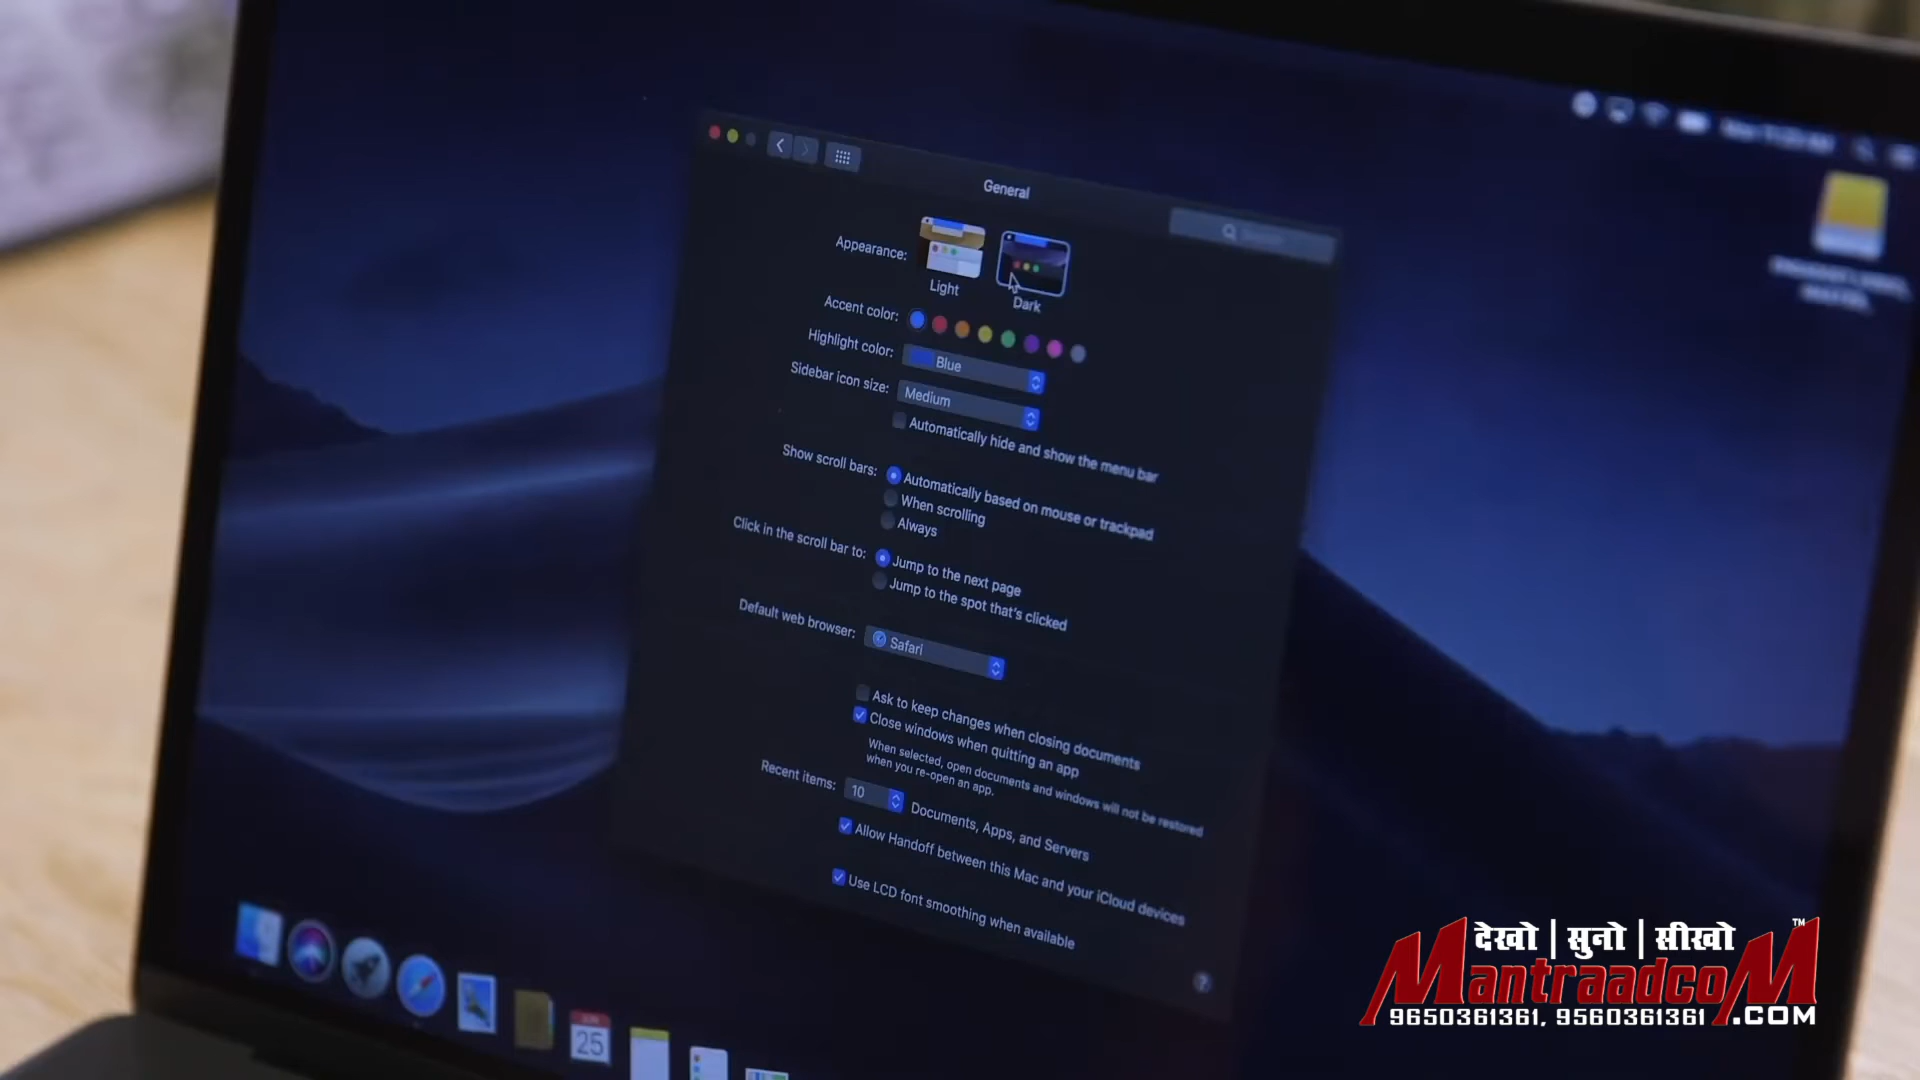 General
Appearance:
Light
Dark
Accent color:
Highlight color:
Blue
Sidebar icon size:
Medium
Automatically hide and show the menu bar
Show scroll bars:
Automatically based on mouse or trackpad
When scrolling
Always
Click in the scroll bar to:
Jump to the next page
Jump to the spot that's clicked
Default web browser:
Safari
Ask to keep changes when closing documents
Close windows when quitting an app
When selected, open documents and windows will not be restored
when you re-open an app.
Recent items:
10
Documents, Apps, and Servers
Allow Handoff between this Mac and your iCloud devices
Use LCD font smoothing when available
?
25
देखो | सुनो | सीखो
MantraadcoM™
9650361361, 9560361361 .COM